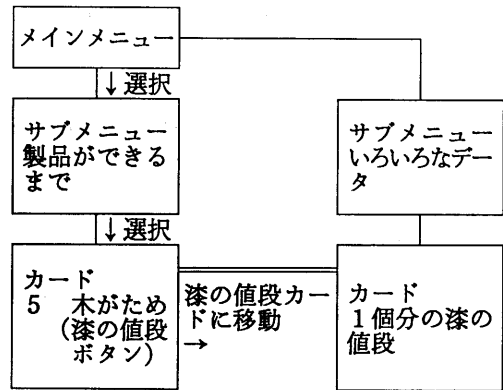 メインメニュー
↓選択
サブメニュー
製品ができる
まで
↓選択
カード
5 木がため
(漆の値段
ボタン)
漆の値段カー
ドに移動
→
サブメニュー
いろいろなデー
タ
カード
1個分の漆の
値段